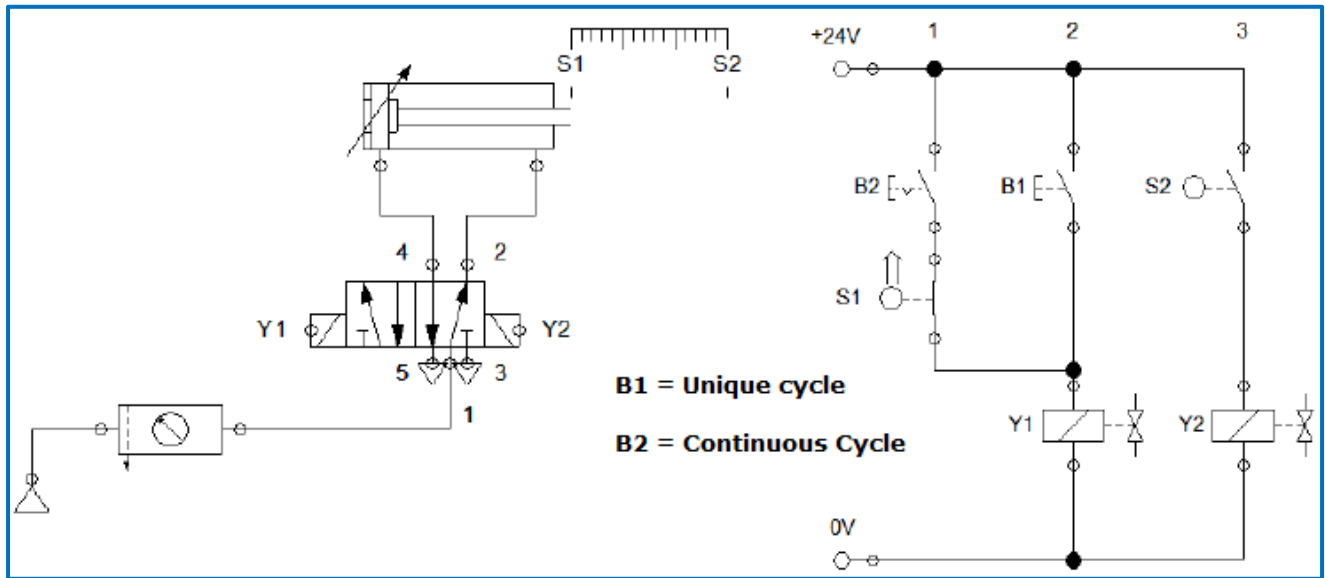 S1 S2
4 2
Y1 Y2
5 3
1
+24V 1 2 3
B2 B1 S2
S1
B1 = Unique cycle
B2 = Continuous Cycle
Y1 Y2
0V